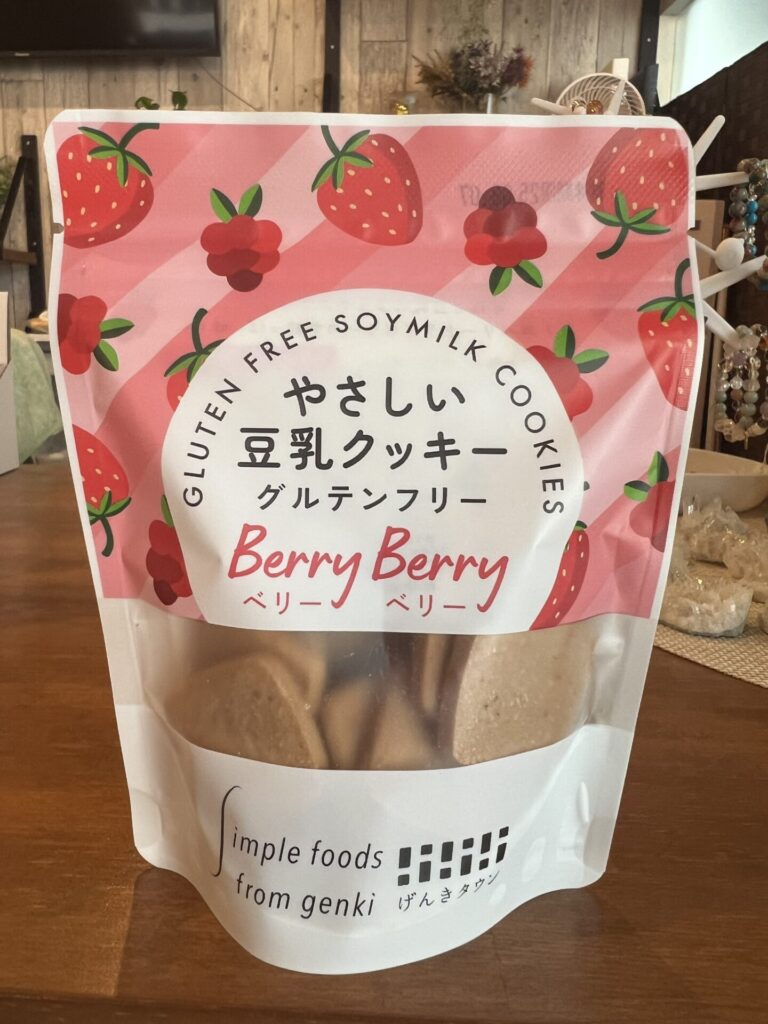 GLUTEN FREE SOYMILK COOKIES
やさしい
豆乳クッキー
グルテンフリー
Berry Berry
ベリー ベリー
Simple foods
from genki
げんきタウン